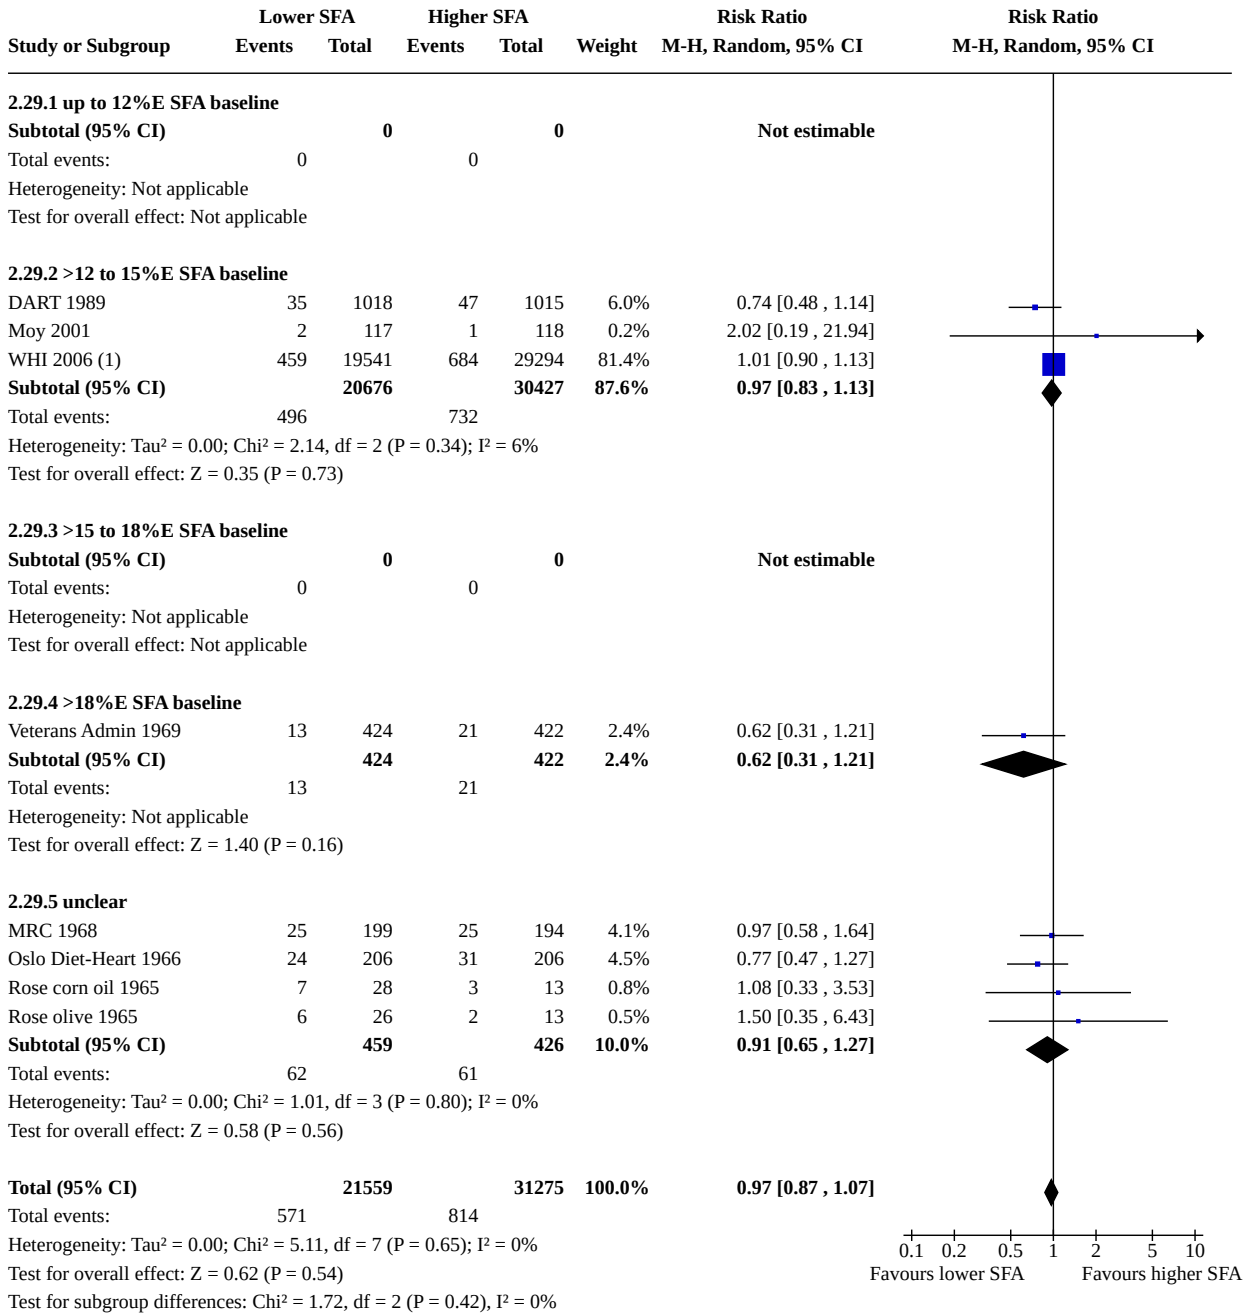 Lower SFA Higher SFA Risk Ratio Risk Ratio
Study or Subgroup Events Total Events Total Weight M-H, Random, 95% CI M-H, Random, 95% CI
2.29.1 up to 12%E SFA baseline
Subtotal (95% CI) 0 0 Not estimable
Total events: 0 0
Heterogeneity: Not applicable
Test for overall effect: Not applicable
2.29.2 >12 to 15%E SFA baseline
DART 1989 35 1018 47 1015 6.0% 0.74 [0.48 , 1.14]
Moy 2001 2 117 1 118 0.2% 2.02 [0.19 , 21.94]
WHI 2006 (1) 459 19541 684 29294 81.4% 1.01 [0.90 , 1.13]
Subtotal (95% CI) 20676 30427 87.6% 0.97 [0.83 , 1.13]
Total events: 496 732
Heterogeneity: Tau² = 0.00; Chi² = 2.14, df = 2 (P = 0.34); I² = 6%
Test for overall effect: Z = 0.35 (P = 0.73)
2.29.3 >15 to 18%E SFA baseline
Subtotal (95% CI) 0 0 Not estimable
Total events: 0 0
Heterogeneity: Not applicable
Test for overall effect: Not applicable
2.29.4 >18%E SFA baseline
Veterans Admin 1969 13 424 21 422 2.4% 0.62 [0.31 , 1.21]
Subtotal (95% CI) 424 422 2.4% 0.62 [0.31 , 1.21]
Total events: 13 21
Heterogeneity: Not applicable
Test for overall effect: Z = 1.40 (P = 0.16)
2.29.5 unclear
MRC 1968 25 199 25 194 4.1% 0.97 [0.58 , 1.64]
Oslo Diet-Heart 1966 24 206 31 206 4.5% 0.77 [0.47 , 1.27]
Rose corn oil 1965 7 28 3 13 0.8% 1.08 [0.33 , 3.53]
Rose olive 1965 6 26 2 13 0.5% 1.50 [0.35 , 6.43]
Subtotal (95% CI) 459 426 10.0% 0.91 [0.65 , 1.27]
Total events: 62 61
Heterogeneity: Tau² = 0.00; Chi² = 1.01, df = 3 (P = 0.80); I² = 0%
Test for overall effect: Z = 0.58 (P = 0.56)
Total (95% CI) 21559 31275 100.0% 0.97 [0.87 , 1.07]
Total events: 571 814
Heterogeneity: Tau² = 0.00; Chi² = 5.11, df = 7 (P = 0.65); I² = 0%
0.1 0.2 0.5 1 2 5 10
Test for overall effect: Z = 0.62 (P = 0.54) Favours lower SFA Favours higher SFA
Test for subgroup differences: Chi² = 1.72, df = 2 (P = 0.42), I² = 0%